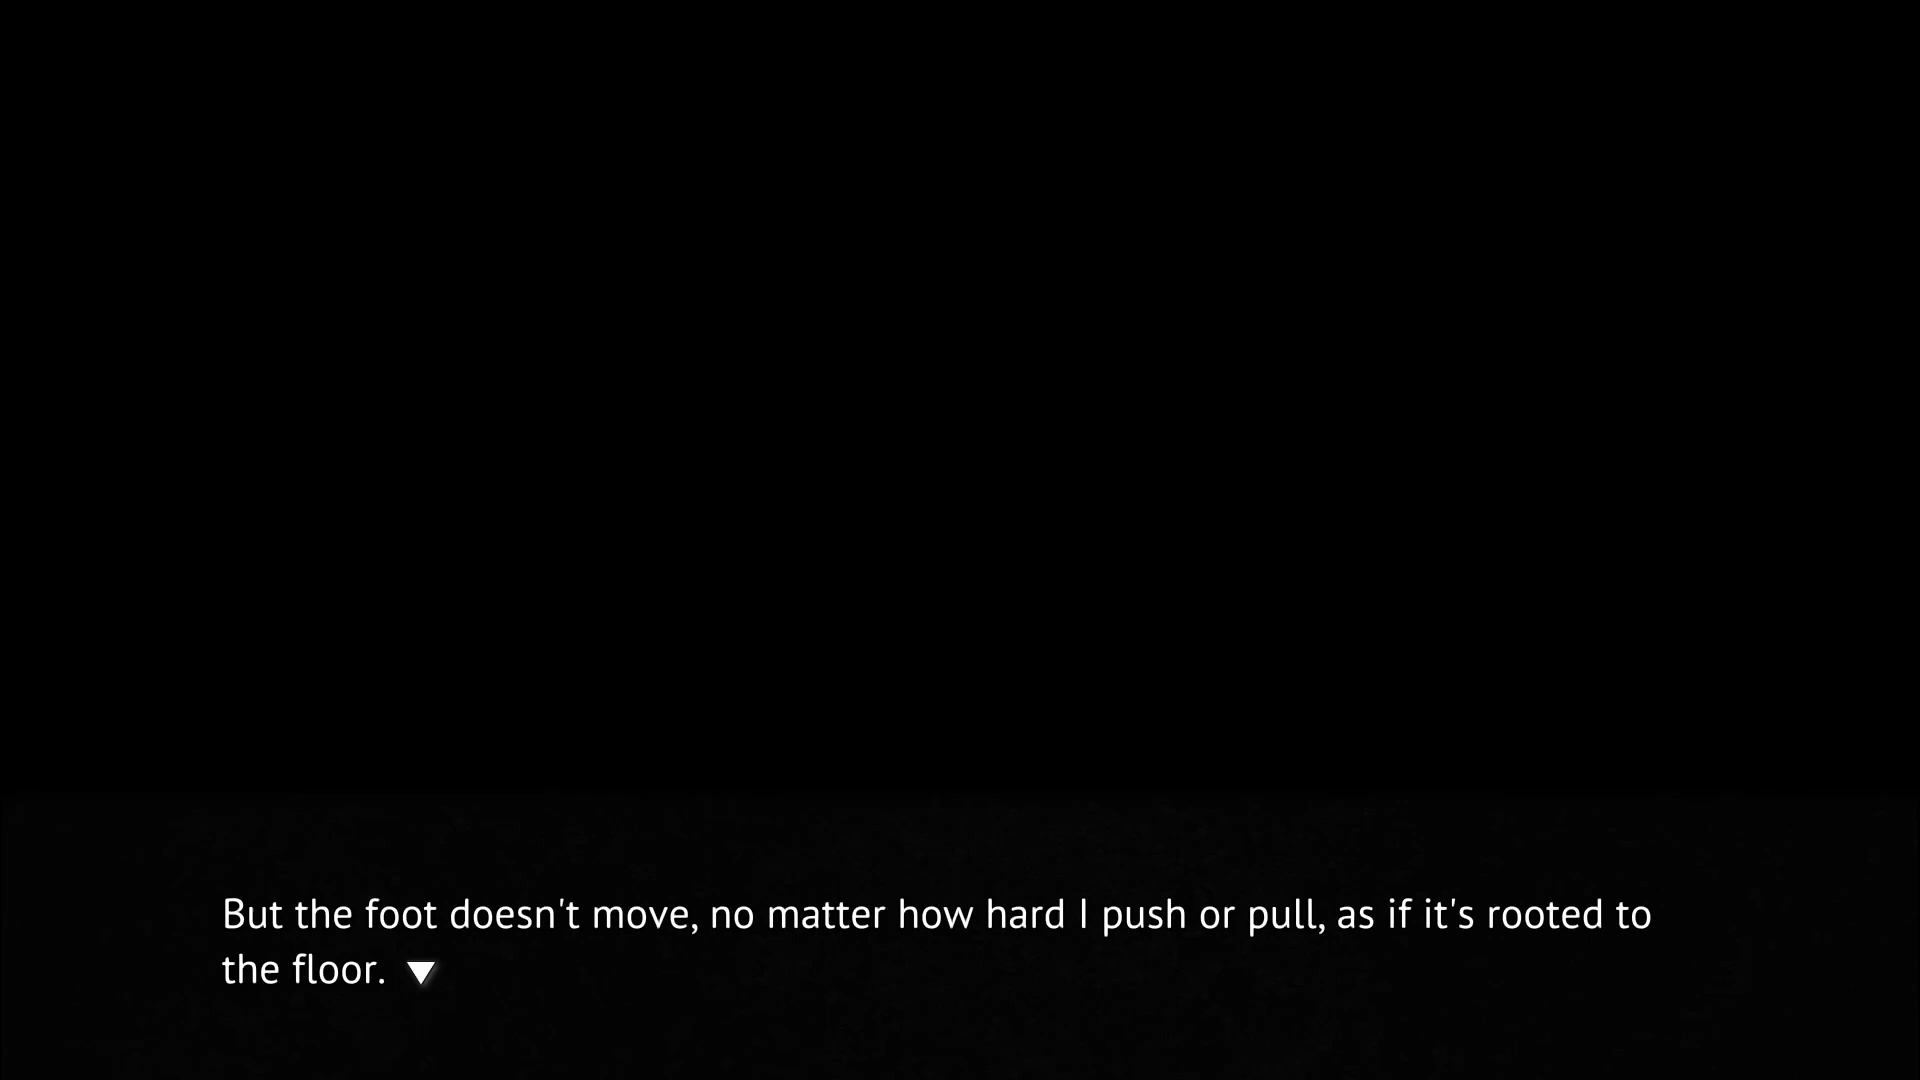 But the foot doesn't move, no matter how hard I push or pull, as if it's rooted to
the floor.